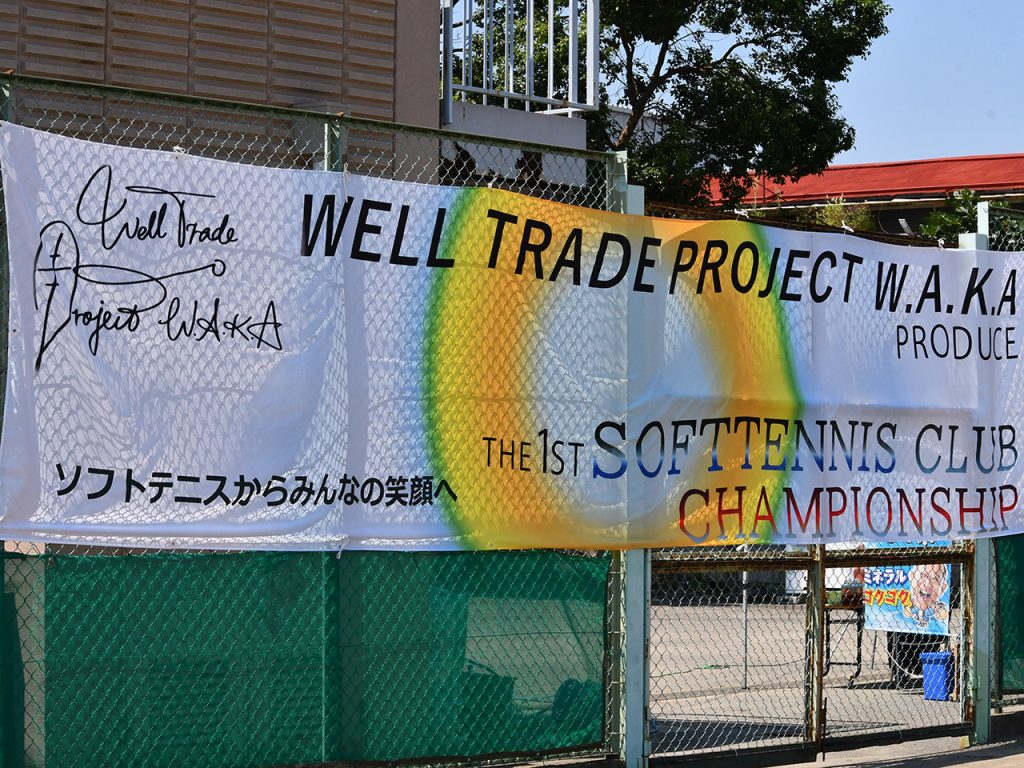 Well Trade
Project WAKA
WELL TRADE PROJECT W.A.K.A
PRODUCE
THE 1ST SOFTTENNIS CLUB
CHAMPIONSHIP
ソフトテニスからみんなの笑顔へ
ミネラル
ゴクゴク